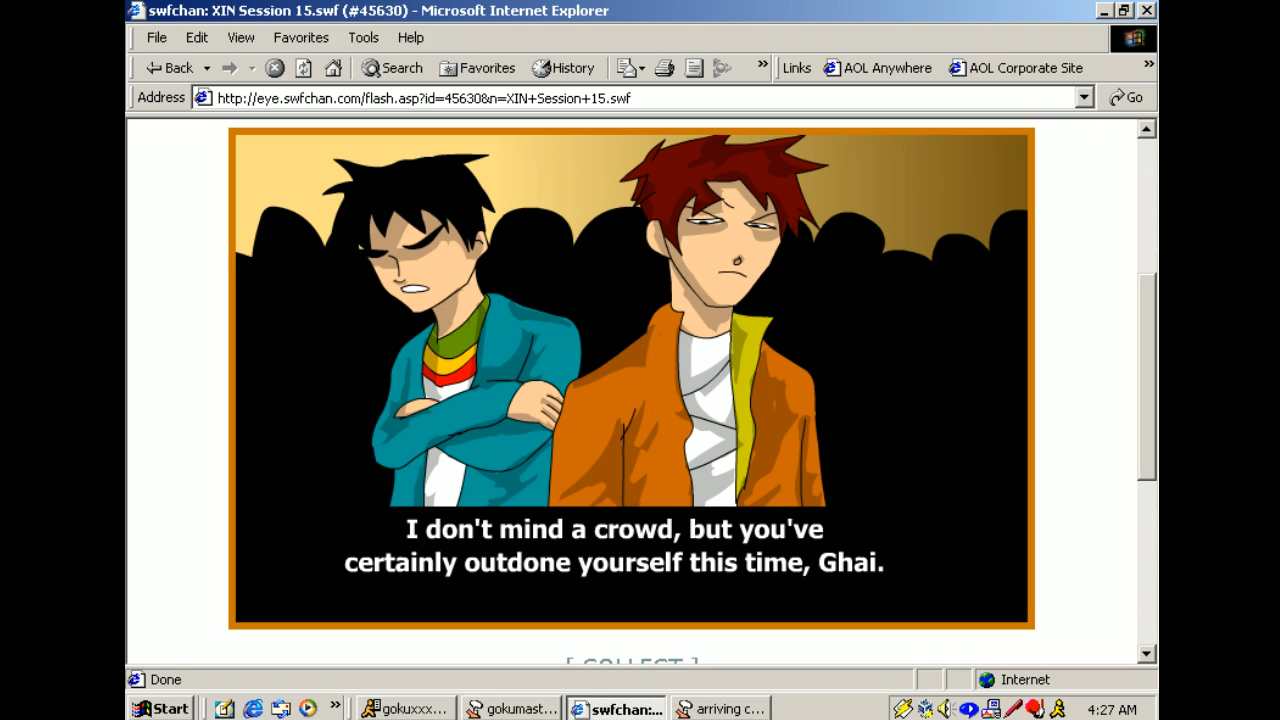 swfchan: XIN Session 15.swf (#45630) - Microsoft Internet Explorer
File Edit View Favorites Tools Help
Back Search Favorites History » Links AOL Anywhere AOL Corporate Site »
Address http://eye.swfchan.com/flash.asp?id=45630&n=XIN+Session+15.swf Go
I don't mind a crowd, but you've
certainly outdone yourself this time, Ghai.
[ COLLECT ]
Done Internet
Start » gokuxxx... gokumast... swfchan:... arriving c... 4:27 AM